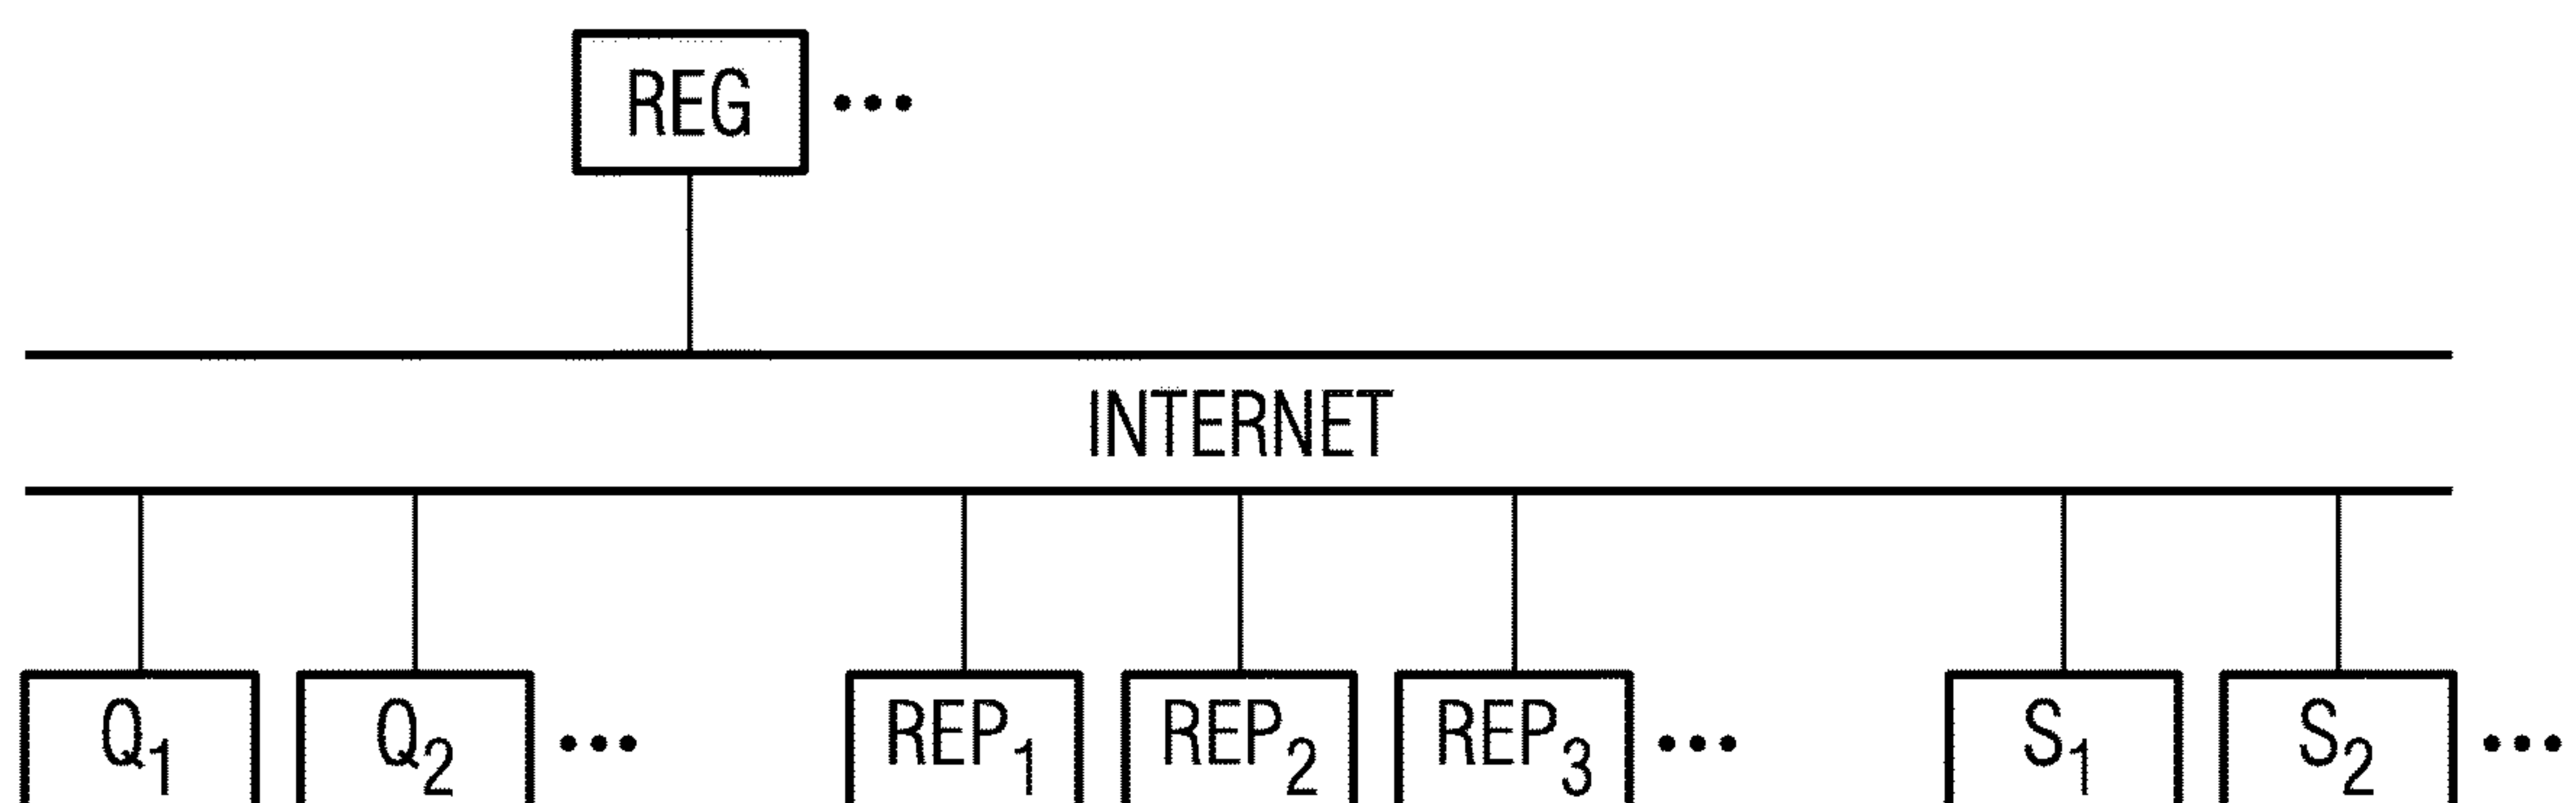 REG •••
INTERNET
Q₁ Q₂ ••• REP₁ REP₂ REP₃ ••• S₁ S₂ •••